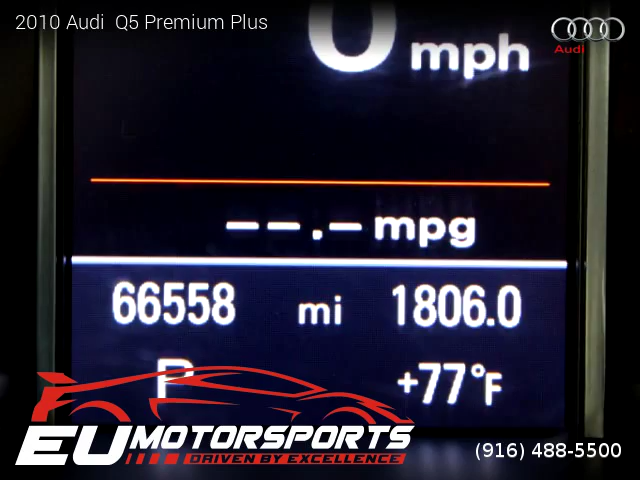 2010 Audi Q5 Premium Plus
Audi
0 mph
--.- mpg
66558 mi 1806.0
P +77°F
EU MOTORSPORTS
DRIVEN BY EXCELLENCE
(916) 488-5500